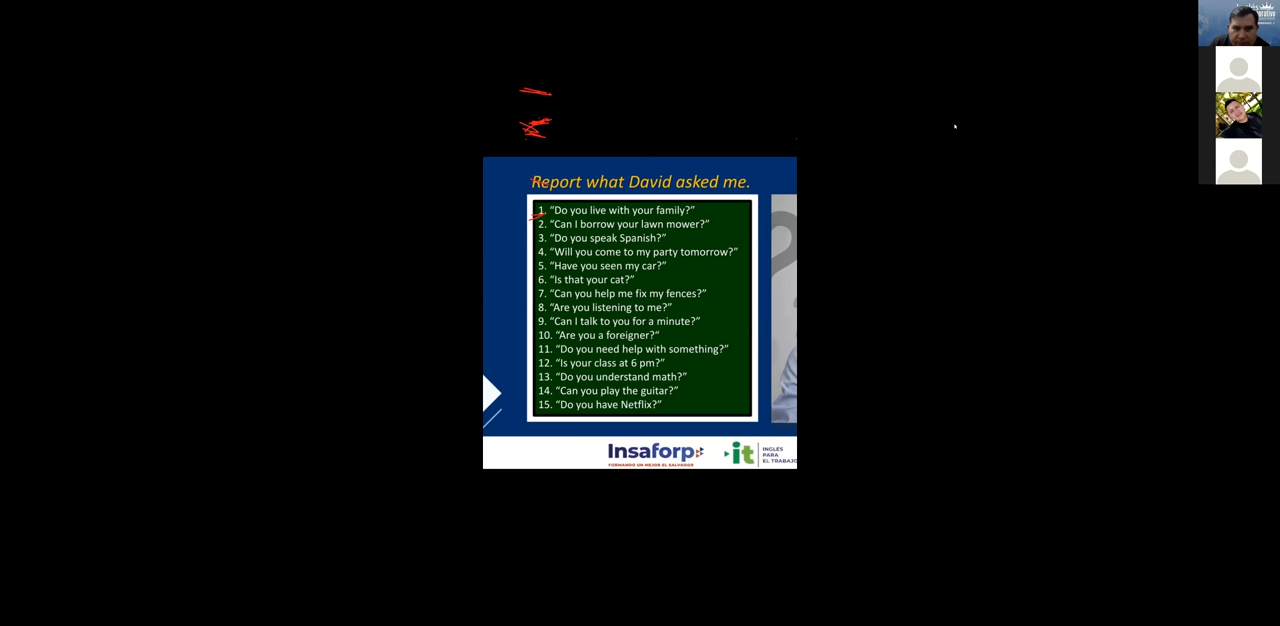 Report what David asked me.
1. “Do you live with your family?”
2. “Can I borrow your lawn mower?”
3. “Do you speak Spanish?”
4. “Will you come to my party tomorrow?”
5. “Have you seen my car?”
6. “Is that your cat?”
7. “Can you help me fix my fences?”
8. “Are you listening to me?”
9. “Can I talk to you for a minute?”
10. “Are you a foreigner?“
11. “Do you need help with something?”
12. “Is your class at 6 pm?”
13. “Do you understand math?”
14. “Can you play the guitar?”
15. “Do you have Netflix?”
Insaforp
FORMANDO UN MEJOR EL SALVADOR
it
INGLÉS
PARA
EL TRABAJO